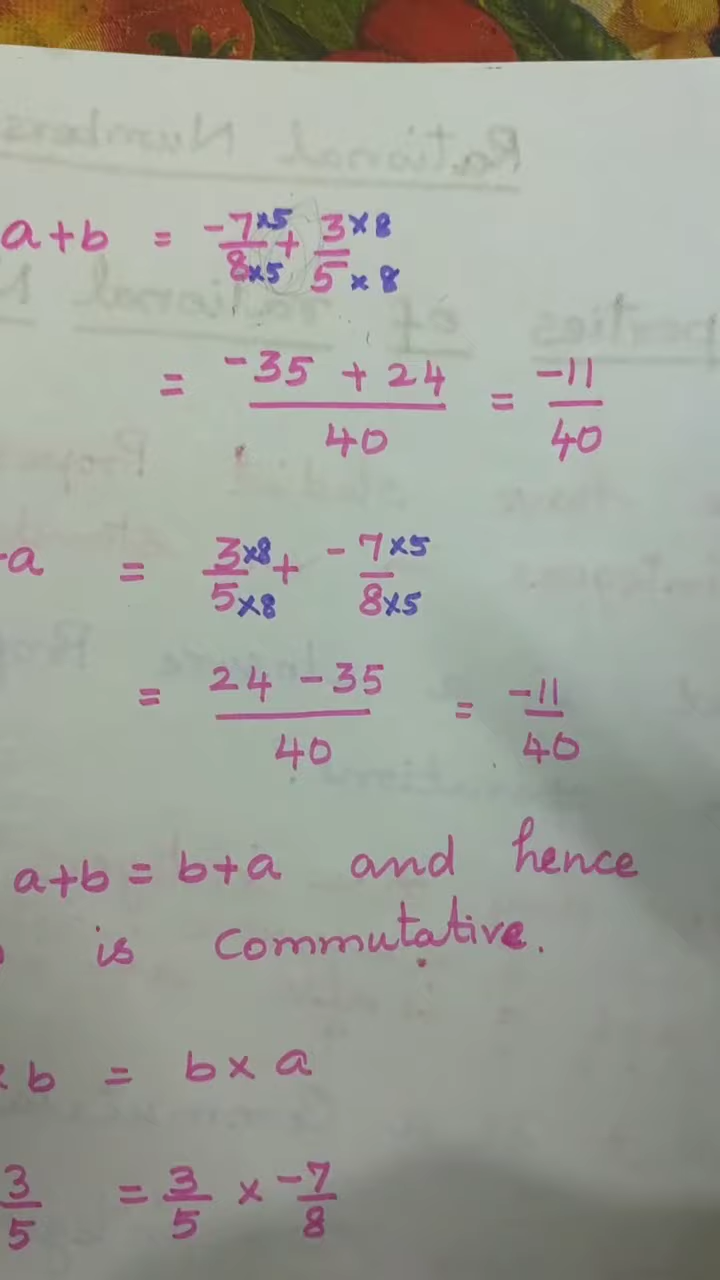 a+b = -7×5/8×5 + 3×8/5×8
= -35 + 24/40 = -11/40
a = 3×8/5×8 + -7×5/8×5
= 24 - 35/40 = -11/40
a+b = b+a and hence
is commutative.
b = b × a
3/5 = 3/5 × -7/8